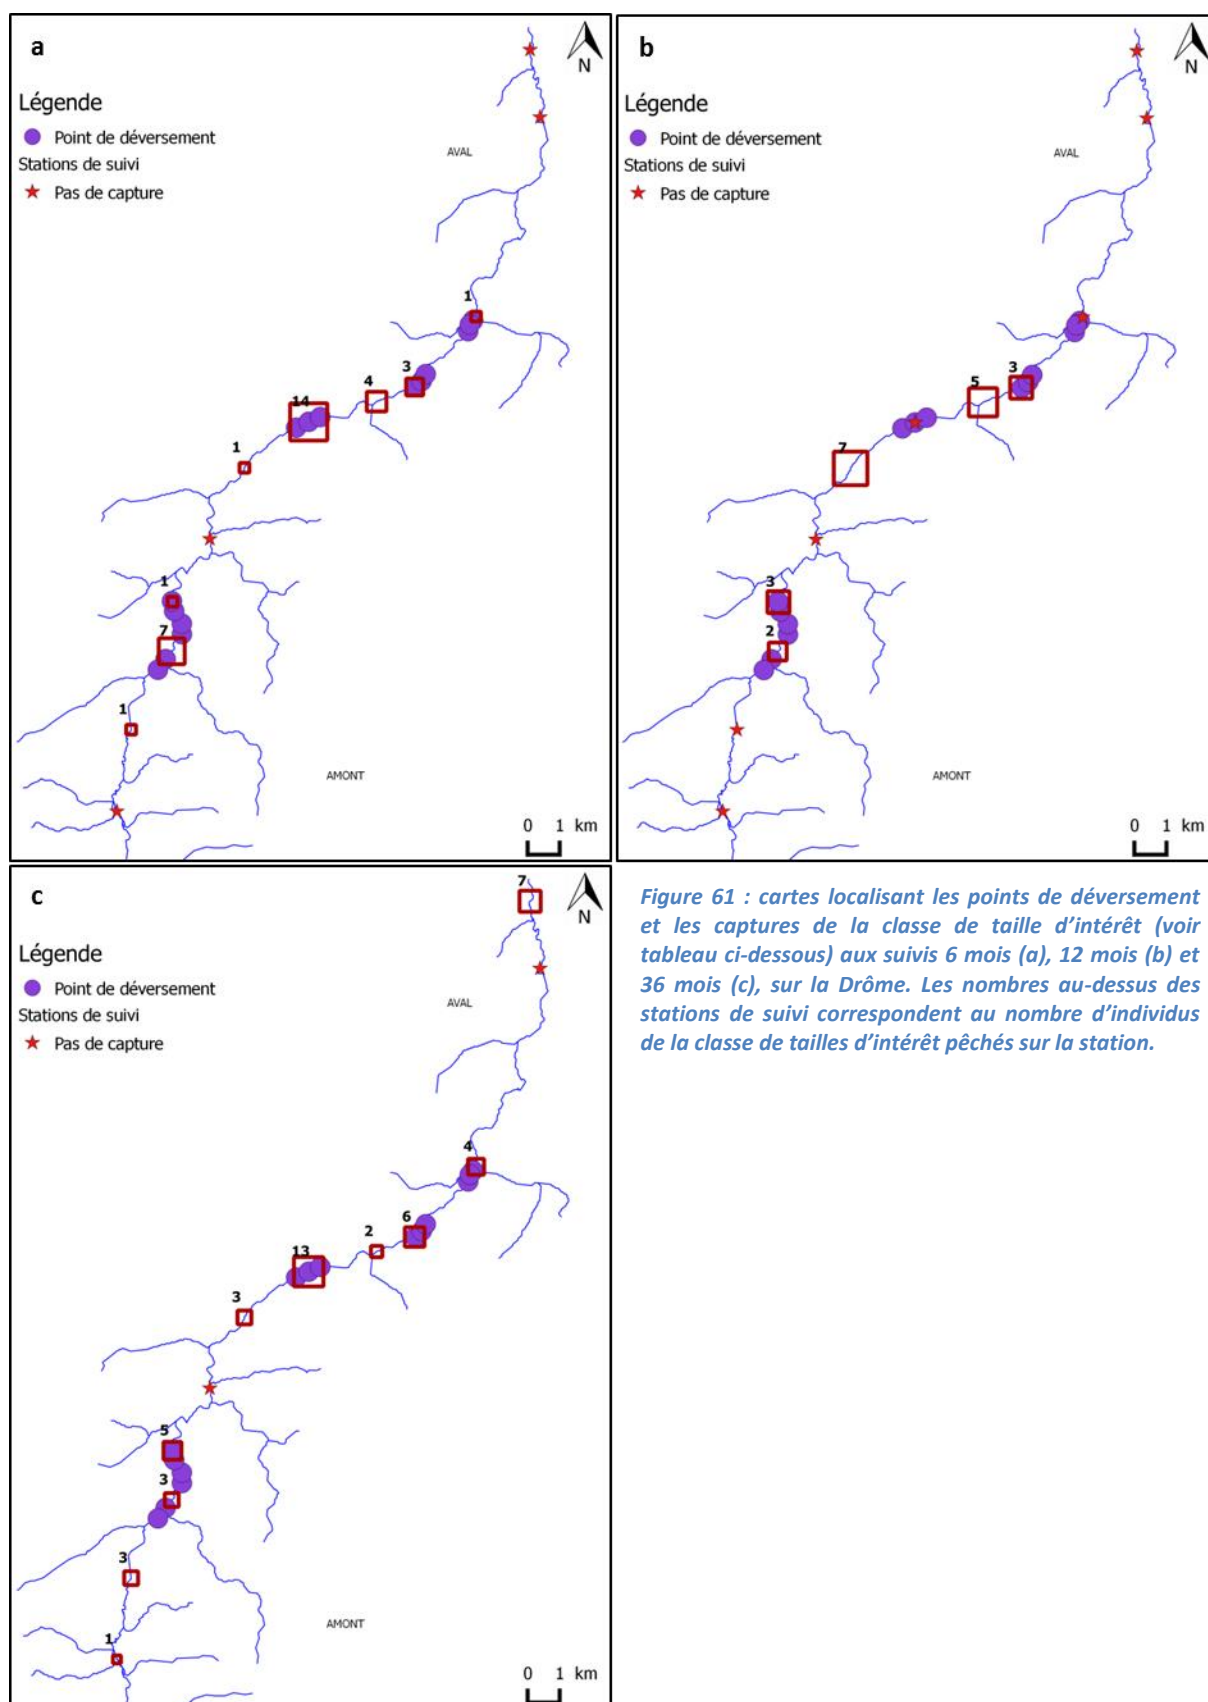 a
N
Légende
Point de déversement
Stations de suivi
Pas de capture
AVAL
1
3
4
14
1
1
7
1
AMONT
0 1 km
b
N
Légende
Point de déversement
Stations de suivi
Pas de capture
AVAL
3
5
7
3
2
AMONT
0 1 km
c
7
N
Légende
Point de déversement
Stations de suivi
Pas de capture
AVAL
4
6
2
13
3
5
3
3
AMONT
1
0 1 km
Figure 61 : cartes localisant les points de déversement
et les captures de la classe de taille d’intérêt (voir
tableau ci-dessous) aux suivis 6 mois (a), 12 mois (b) et
36 mois (c), sur la Drôme. Les nombres au-dessus des
stations de suivi correspondent au nombre d’individus
de la classe de tailles d’intérêt pêchés sur la station.